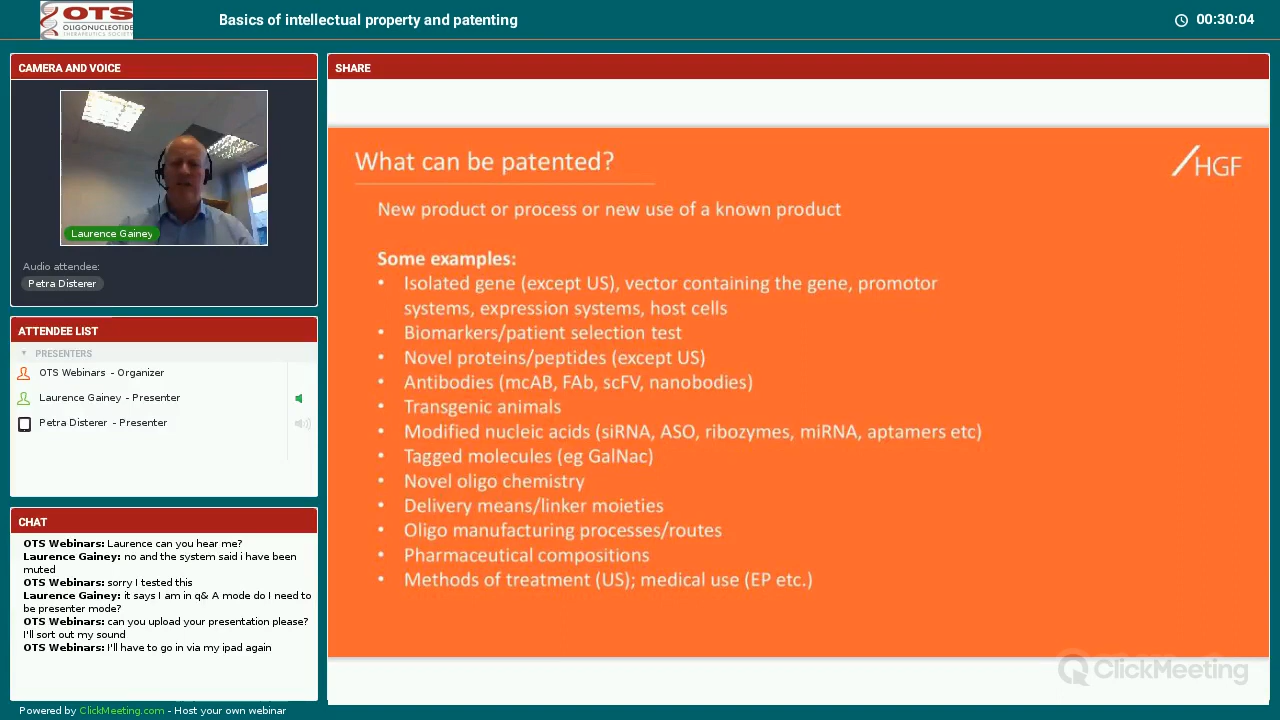 OTS
OLIGONUCLEOTIDE
THERAPEUTICS SOCIETY
Basics of intellectual property and patenting
00:30:04
CAMERA AND VOICE
Laurence Gainey
Audio attendee:
Petra Disterer
ATTENDEE LIST
PRESENTERS
OTS Webinars - Organizer
Laurence Gainey - Presenter
Petra Disterer - Presenter
CHAT
OTS Webinars: Laurence can you hear me?
Laurence Gainey: no and the system said i have been
muted
OTS Webinars: sorry I tested this
Laurence Gainey: it says I am in q& A mode do I need to
be presenter mode?
OTS Webinars: can you upload your presentation please?
I'll sort out my sound
OTS Webinars: I'll have to go in via my ipad again
Powered by ClickMeeting.com - Host your own webinar
SHARE
What can be patented?
HGF
New product or process or new use of a known product
Some examples:
• Isolated gene (except US), vector containing the gene, promotor
systems, expression systems, host cells
• Biomarkers/patient selection test
• Novel proteins/peptides (except US)
• Antibodies (mcAB, FAb, scFV, nanobodies)
• Transgenic animals
• Modified nucleic acids (siRNA, ASO, ribozymes, miRNA, aptamers etc)
• Tagged molecules (eg GalNac)
• Novel oligo chemistry
• Delivery means/linker moieties
• Oligo manufacturing processes/routes
• Pharmaceutical compositions
• Methods of treatment (US); medical use (EP etc.)
ClickMeeting